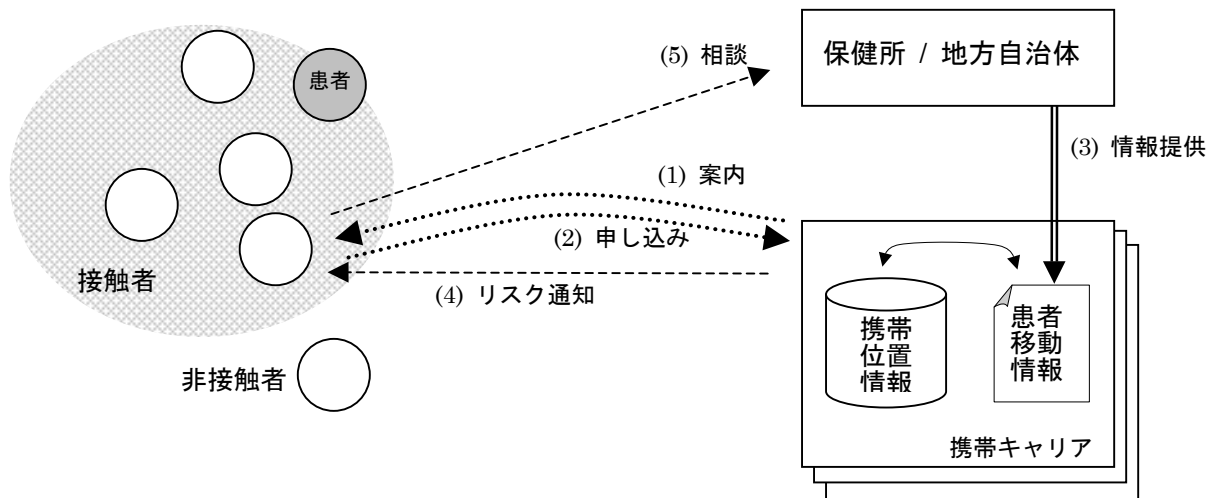 患者
(5) 相談
保健所 / 地方自治体
(3) 情報提供
(1) 案内
(2) 申し込み
接触者
(4) リスク通知
携帯
位置
情報
患者
移動
情報
非接触者
携帯キャリア